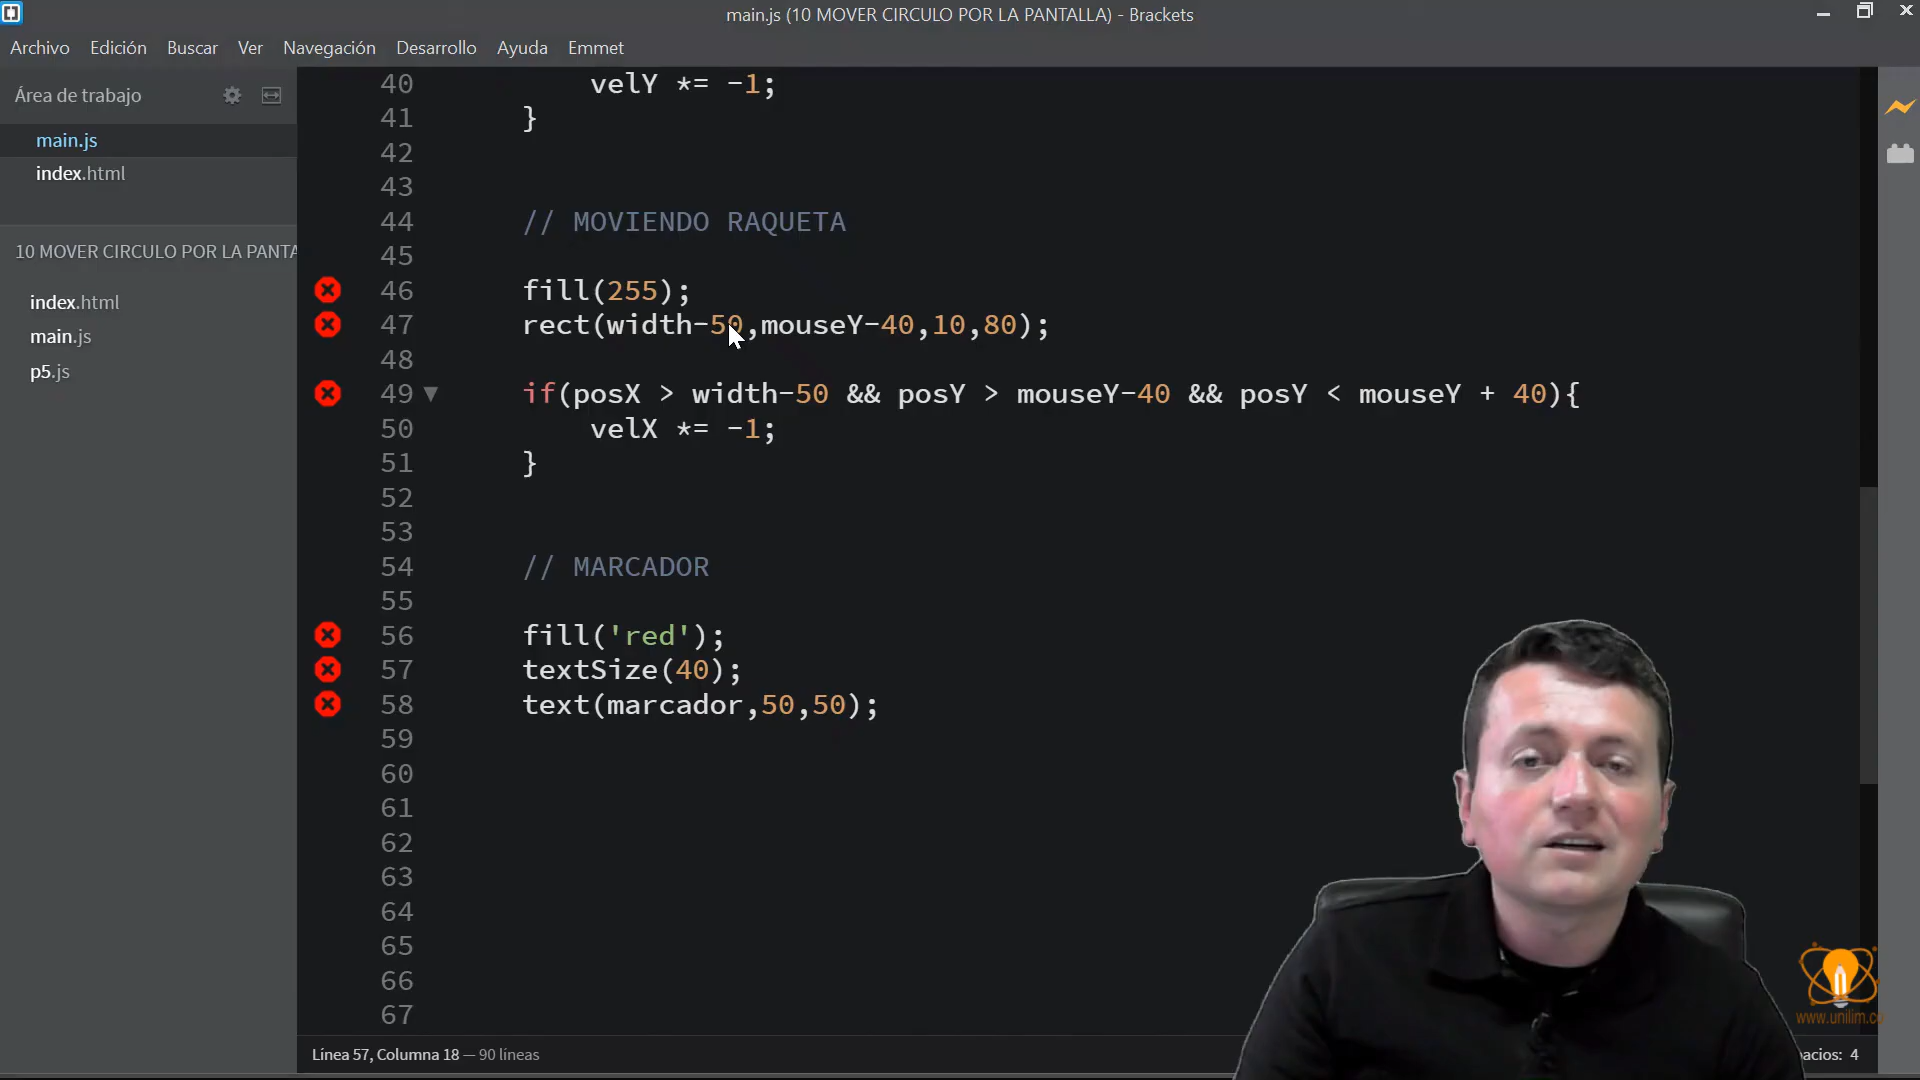 main.js (10 MOVER CIRCULO POR LA PANTALLA) - Brackets
Archivo Edición Buscar Ver Navegación Desarrollo Ayuda Emmet
Área de trabajo
main.js
index.html
10 MOVER CIRCULO POR LA PANTA
index.html
main.js
p5.js
40 velY *= -1;
41 }
42
43
44 // MOVIENDO RAQUETA
45
46 fill(255);
47 rect(width-50,mouseY-40,10,80);
48
49 if(posX > width-50 && posY > mouseY-40 && posY < mouseY + 40){
50 velX *= -1;
51 }
52
53
54 // MARCADOR
55
56 fill('red');
57 textSize(40);
58 text(marcador,50,50);
59
60
61
62
63
64
65
66
67
www.unilim.co
Línea 57, Columna 18 — 90 líneas
acios: 4